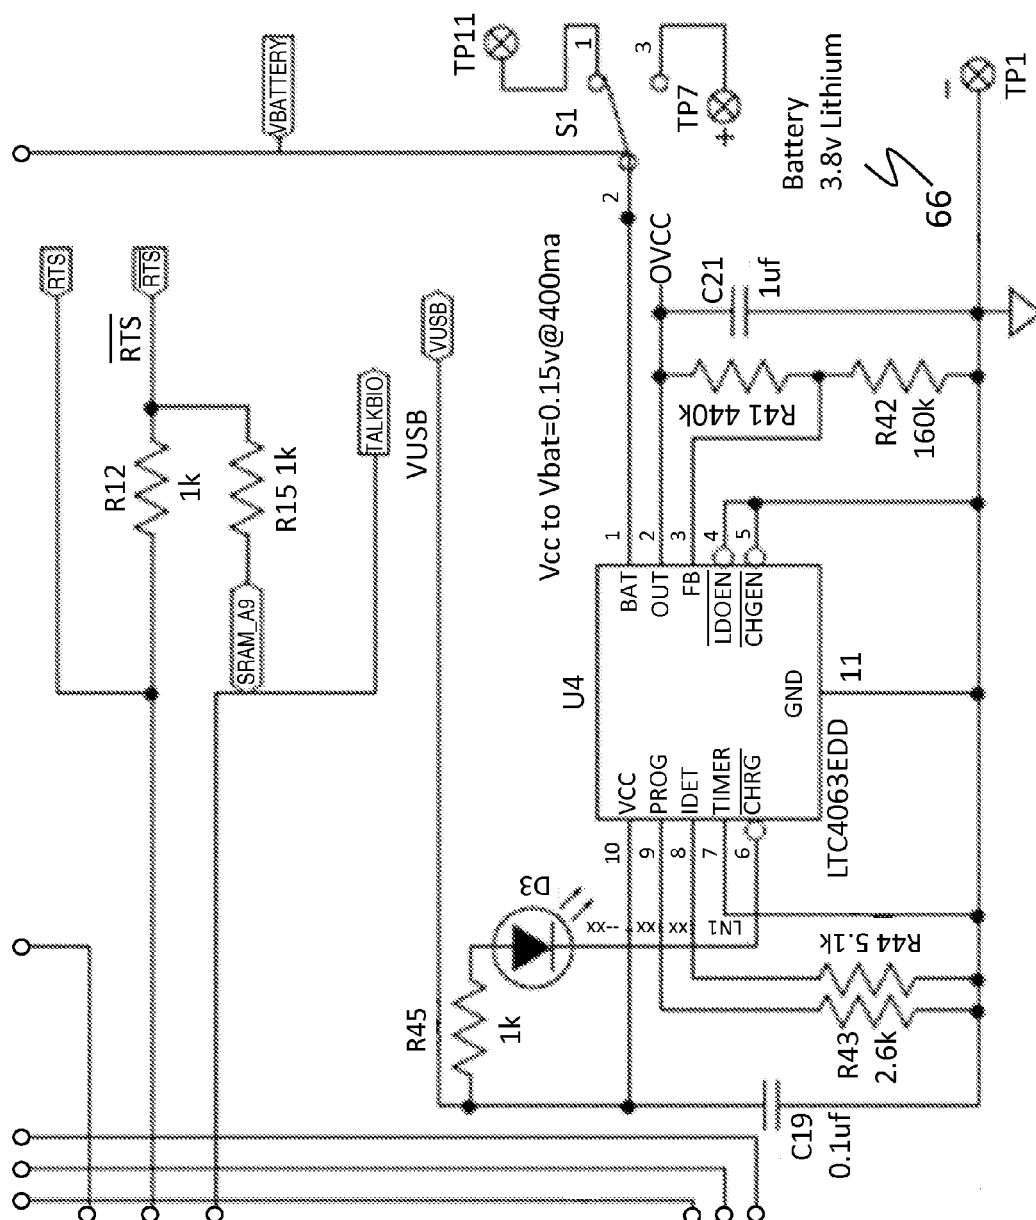 VBATTERY
TP11
1
3
S1
TP7
+
Battery
3.8v Lithium
66
-
TP1
2
RTS
RTS
RTS
R12
1k
R15 1k
SRAM_A9
TALKBIO
VUSB
VUSB
Vcc to Vbat=0.15v@400ma
OVCC
C21
1uf
R41 440k
R42
160k
1
2
3
4
5
BAT
OUT
FB
LDOEN
CHGEN
U4
GND
11
VCC
PROG
IDET
TIMER
CHRG
LTC4063EDD
10
9
8
7
6
D3
LN1
R45
1k
R44 5.1k
R43
2.6k
C19
0.1uf